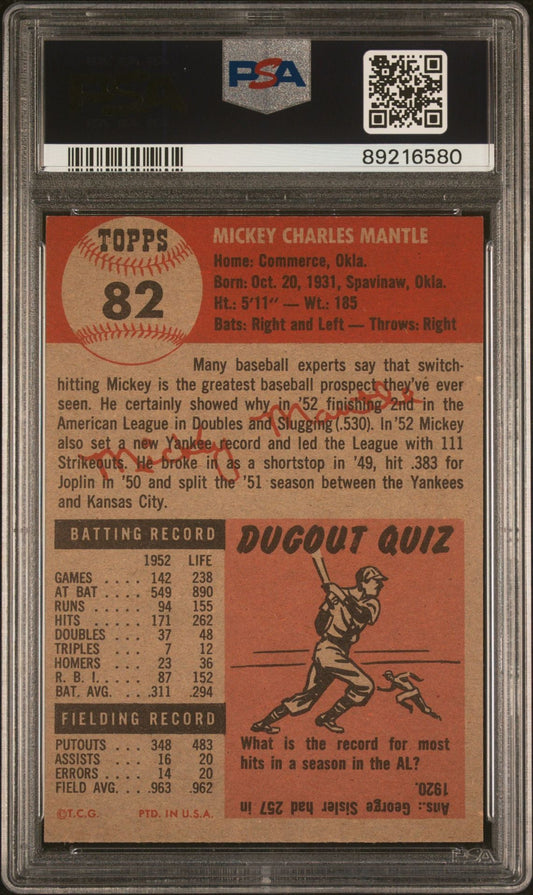 PSA
89216580
TOPPS
82
MICKEY CHARLES MANTLE
Home: Commerce, Okla.
Born: Oct. 20, 1931, Spavinaw, Okla.
Ht.: 5'11" — Wt.: 185
Bats: Right and Left — Throws: Right
Many baseball experts say that switch-
hitting Mickey is the greatest baseball prospect they've ever
seen. He certainly showed why in '52 finishing 2nd in the
American League in Doubles and Slugging (.530). In '52 Mickey
also set a new Yankee record and led the League with 111
Strikeouts. He broke in as a shortstop in '49, hit .383 for
Joplin in '50 and split the '51 season between the Yankees
and Kansas City.
Mickey Mantle
BATTING RECORD
1952 LIFE
GAMES .... 142 238
AT BAT .... 549 890
RUNS .... 94 155
HITS .... 171 262
DOUBLES .... 37 48
TRIPLES .... 7 12
HOMERS .... 23 36
R. B. I. .... 87 152
BAT. AVG. .... .311 .294
FIELDING RECORD
PUTOUTS ... 348 483
ASSISTS ... 16 20
ERRORS .... 14 20
FIELD AVG. ... .963 .962
©T.C.G. PTD. IN U.S.A.
DUGOUT QUIZ
What is the record for most
hits in a season in the AL?
Ans.: George Sisler had 257 in
1920.
PSA